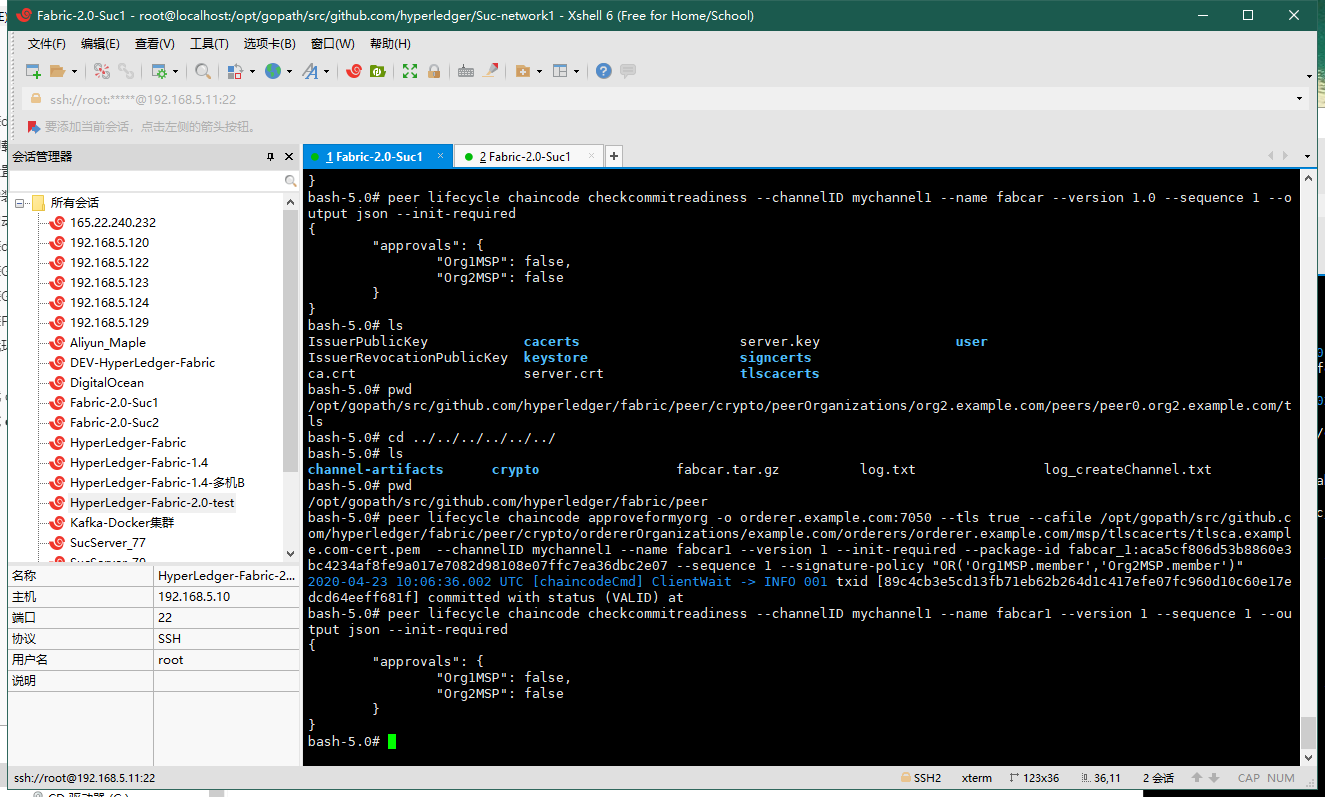 Fabric-2.0-Suc1 - root@localhost:/opt/gopath/src/github.com/hyperledger/Suc-network1 - Xshell 6 (Free for Home/School)
文件(F) 编辑(E) 查看(V) 工具(T) 选项卡(B) 窗口(W) 帮助(H)
ssh://root:*****@192.168.5.11:22
要添加当前会话，点击左侧的箭头按钮。
会话管理器
1 Fabric-2.0-Suc1 × 2 Fabric-2.0-Suc1 × +
所有会话
165.22.240.232
192.168.5.120
192.168.5.122
192.168.5.123
192.168.5.124
192.168.5.129
Aliyun_Maple
DEV-HyperLedger-Fabric
DigitalOcean
Fabric-2.0-Suc1
Fabric-2.0-Suc2
HyperLedger-Fabric
HyperLedger-Fabric-1.4
HyperLedger-Fabric-1.4-多机B
HyperLedger-Fabric-2.0-test
Kafka-Docker集群
SucServer_77
SucServer_79
名称 HyperLedger-Fabric-2...
主机 192.168.5.10
端口 22
协议 SSH
用户名 root
说明
}
bash-5.0# peer lifecycle chaincode checkcommitreadiness --channelID mychannel1 --name fabcar --version 1.0 --sequence 1 --o
utput json --init-required
{
"approvals": {
"Org1MSP": false,
"Org2MSP": false
}
}
bash-5.0# ls
IssuerPublicKey cacerts server.key user
IssuerRevocationPublicKey keystore signcerts
ca.crt server.crt tlscacerts
bash-5.0# pwd
/opt/gopath/src/github.com/hyperledger/fabric/peer/crypto/peerOrganizations/org2.example.com/peers/peer0.org2.example.com/t
ls
bash-5.0# cd ../../../../../../
bash-5.0# ls
channel-artifacts crypto fabcar.tar.gz log.txt log_createChannel.txt
bash-5.0# pwd
/opt/gopath/src/github.com/hyperledger/fabric/peer
bash-5.0# peer lifecycle chaincode approveformyorg -o orderer.example.com:7050 --tls true --cafile /opt/gopath/src/github.c
om/hyperledger/fabric/peer/crypto/ordererOrganizations/example.com/orderers/orderer.example.com/msp/tlscacerts/tlsca.exampl
e.com-cert.pem --channelID mychannel1 --name fabcar1 --version 1 --init-required --package-id fabcar_1:aca5cf806d53b8860e3
bc4234af8fe9a017e7082d98108e07ffc7ea36dbc2e07 --sequence 1 --signature-policy "OR('Org1MSP.member','Org2MSP.member')"
2020-04-23 10:06:36.002 UTC [chaincodeCmd] ClientWait -> INFO 001 txid [89c4cb3e5cd13fb71eb62b264d1c417efe07fc960d10c60e17e
dcd64eeff681f] committed with status (VALID) at
bash-5.0# peer lifecycle chaincode checkcommitreadiness --channelID mychannel1 --name fabcar1 --version 1 --sequence 1 --ou
tput json --init-required
{
"approvals": {
"Org1MSP": false,
"Org2MSP": false
}
}
bash-5.0#
ssh://root@192.168.5.11:22 SSH2 xterm 123x36 36,11 2 会话 CAP NUM